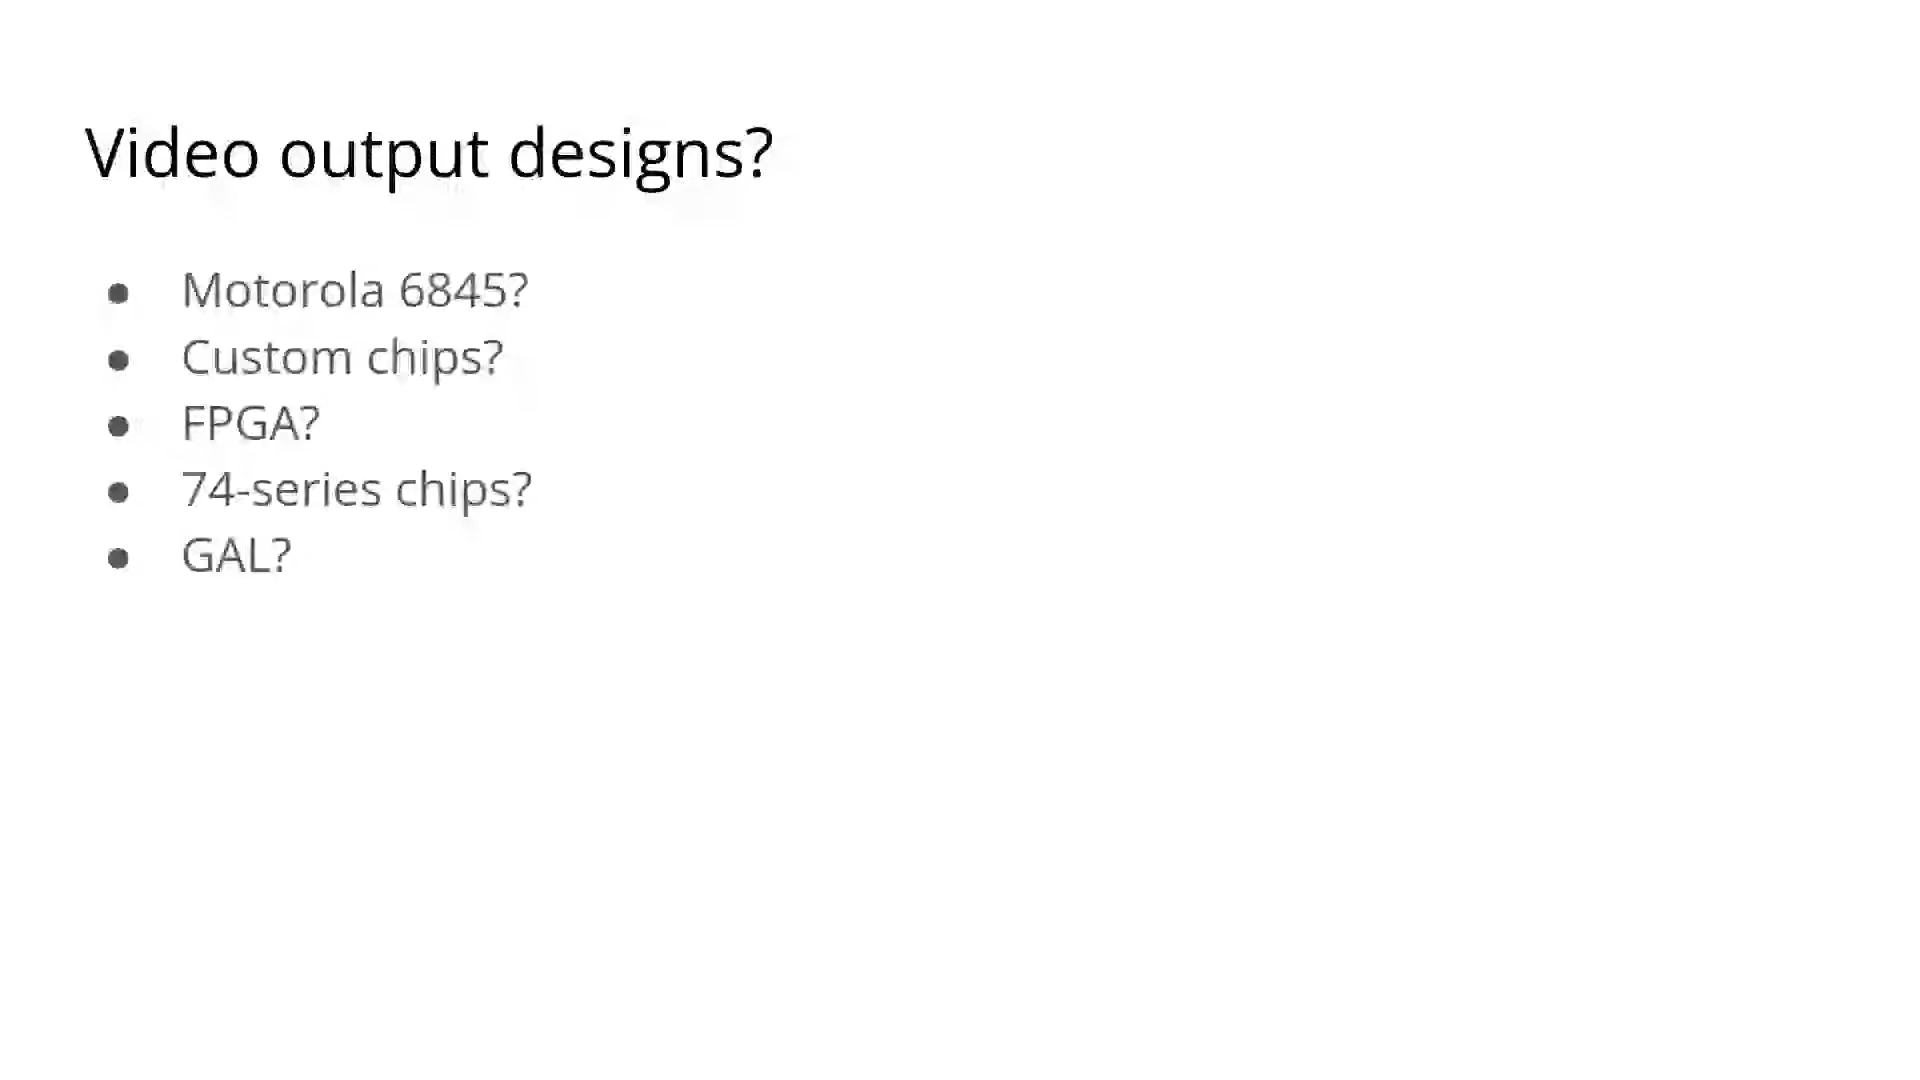 Video output designs?
● Motorola 6845?
● Custom chips?
● FPGA?
● 74-series chips?
● GAL?